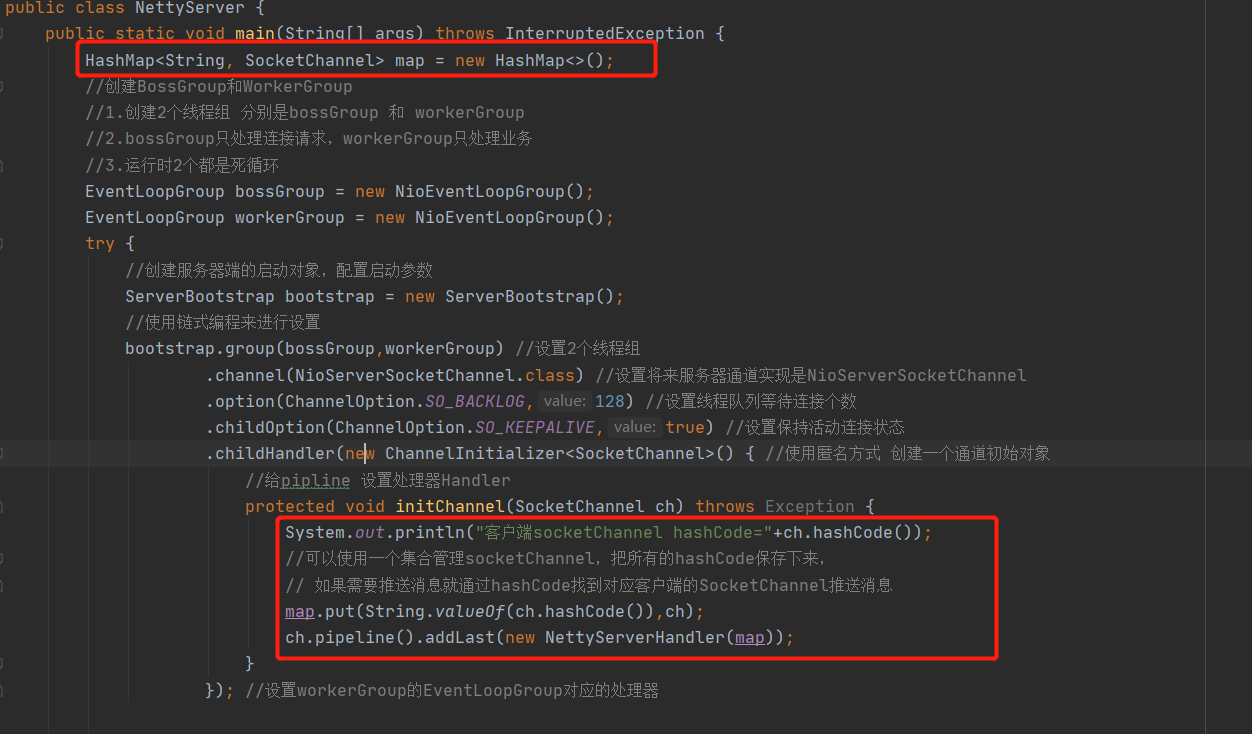 public class NettyServer {
public static void main(String[] args) throws InterruptedException {
HashMap<String, SocketChannel> map = new HashMap<>();
//创建BossGroup和WorkerGroup
//1.创建2个线程组 分别是bossGroup 和 workerGroup
//2.bossGroup只处理连接请求，workerGroup只处理业务
//3.运行时2个都是死循环
EventLoopGroup bossGroup = new NioEventLoopGroup();
EventLoopGroup workerGroup = new NioEventLoopGroup();
try {
//创建服务器端的启动对象，配置启动参数
ServerBootstrap bootstrap = new ServerBootstrap();
//使用链式编程来进行设置
bootstrap.group(bossGroup,workerGroup) //设置2个线程组
.channel(NioServerSocketChannel.class) //设置将来服务器通道实现是NioServerSocketChannel
.option(ChannelOption.SO_BACKLOG, value: 128) //设置线程队列等待连接个数
.childOption(ChannelOption.SO_KEEPALIVE, value: true) //设置保持活动连接状态
.childHandler(new ChannelInitializer<SocketChannel>() { //使用匿名方式 创建一个通道初始对象
//给pipline 设置处理器Handler
protected void initChannel(SocketChannel ch) throws Exception {
System.out.println("客户端socketChannel hashCode="+ch.hashCode());
//可以使用一个集合管理socketChannel，把所有的hashCode保存下来，
// 如果需要推送消息就通过hashCode找到对应客户端的SocketChannel推送消息
map.put(String.valueOf(ch.hashCode()),ch);
ch.pipeline().addLast(new NettyServerHandler(map));
}
}); //设置workerGroup的EventLoopGroup对应的处理器